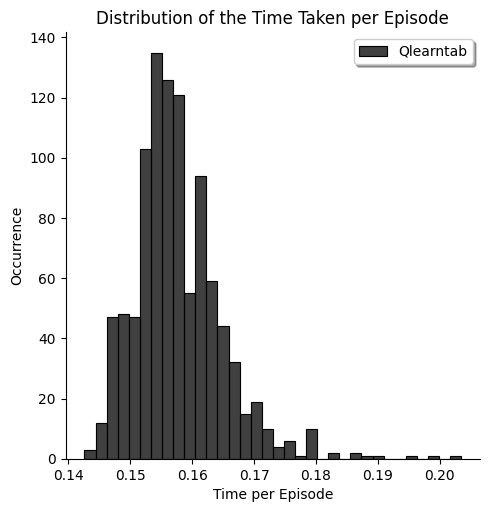 Distribution of the Time Taken per Episode
Qlearntab
140
120
100
80
60
40
20
0
Occurrence
0.14 0.15 0.16 0.17 0.18 0.19 0.20
Time per Episode